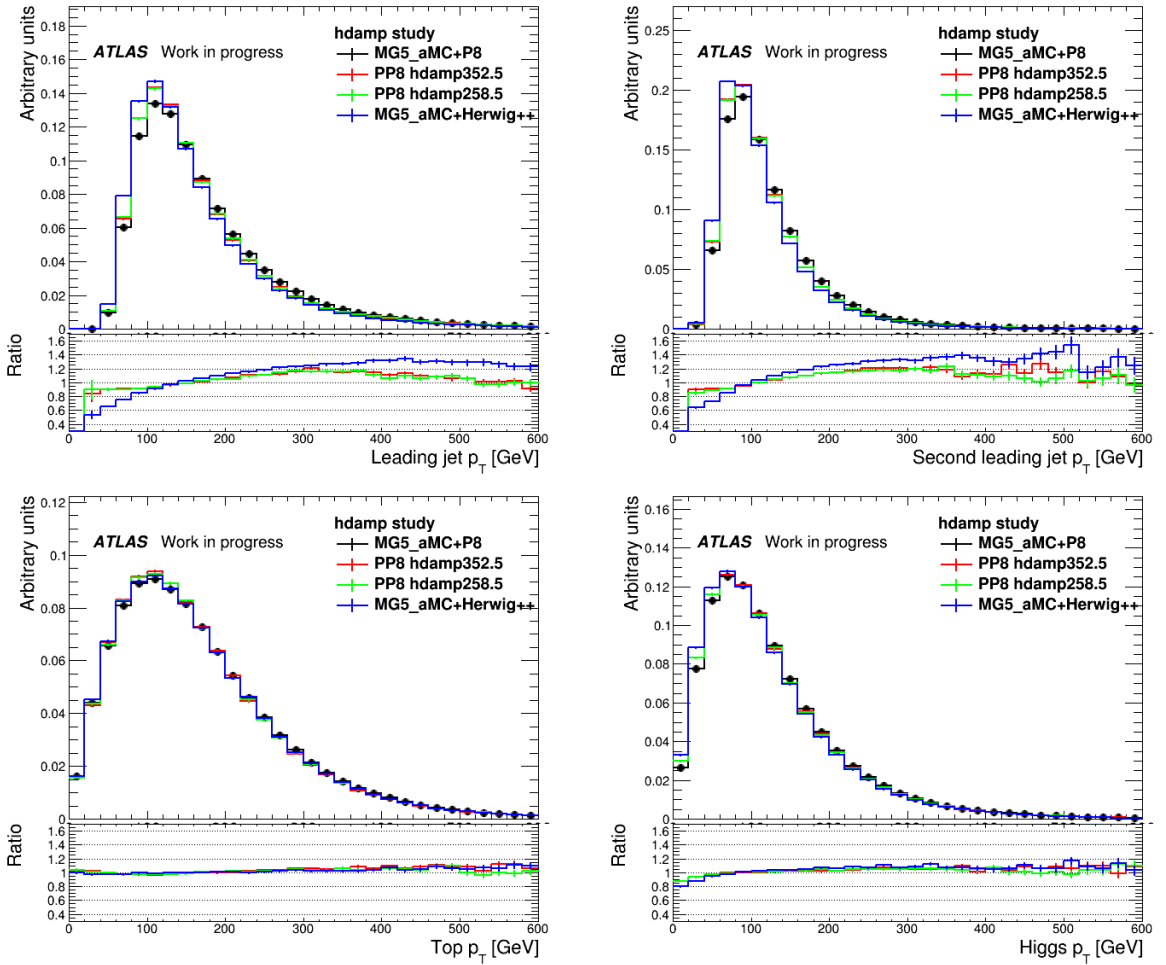 Arbitrary units
0.18
0.16
0.14
0.12
0.1
0.08
0.06
0.04
0.02
0
ATLAS Work in progress
hdamp study
MG5_aMC+P8
PP8 hdamp352.5
PP8 hdamp258.5
MG5_aMC+Herwig++
Ratio
1.6
1.4
1.2
1
0.8
0.6
0.4
0 100 200 300 400 500 600
Leading jet p_T [GeV]
Arbitrary units
0.25
0.2
0.15
0.1
0.05
0
ATLAS Work in progress
hdamp study
MG5_aMC+P8
PP8 hdamp352.5
PP8 hdamp258.5
MG5_aMC+Herwig++
Ratio
1.6
1.4
1.2
1
0.8
0.6
0.4
0 100 200 300 400 500 600
Second leading jet p_T [GeV]
Arbitrary units
0.12
0.1
0.08
0.06
0.04
0.02
0
ATLAS Work in progress
hdamp study
MG5_aMC+P8
PP8 hdamp352.5
PP8 hdamp258.5
MG5_aMC+Herwig++
Ratio
1.6
1.4
1.2
1
0.8
0.6
0.4
0 100 200 300 400 500 600
Top p_T [GeV]
Arbitrary units
0.16
0.14
0.12
0.1
0.08
0.06
0.04
0.02
0
ATLAS Work in progress
hdamp study
MG5_aMC+P8
PP8 hdamp352.5
PP8 hdamp258.5
MG5_aMC+Herwig++
Ratio
1.6
1.4
1.2
1
0.8
0.6
0.4
0 100 200 300 400 500 600
Higgs p_T [GeV]